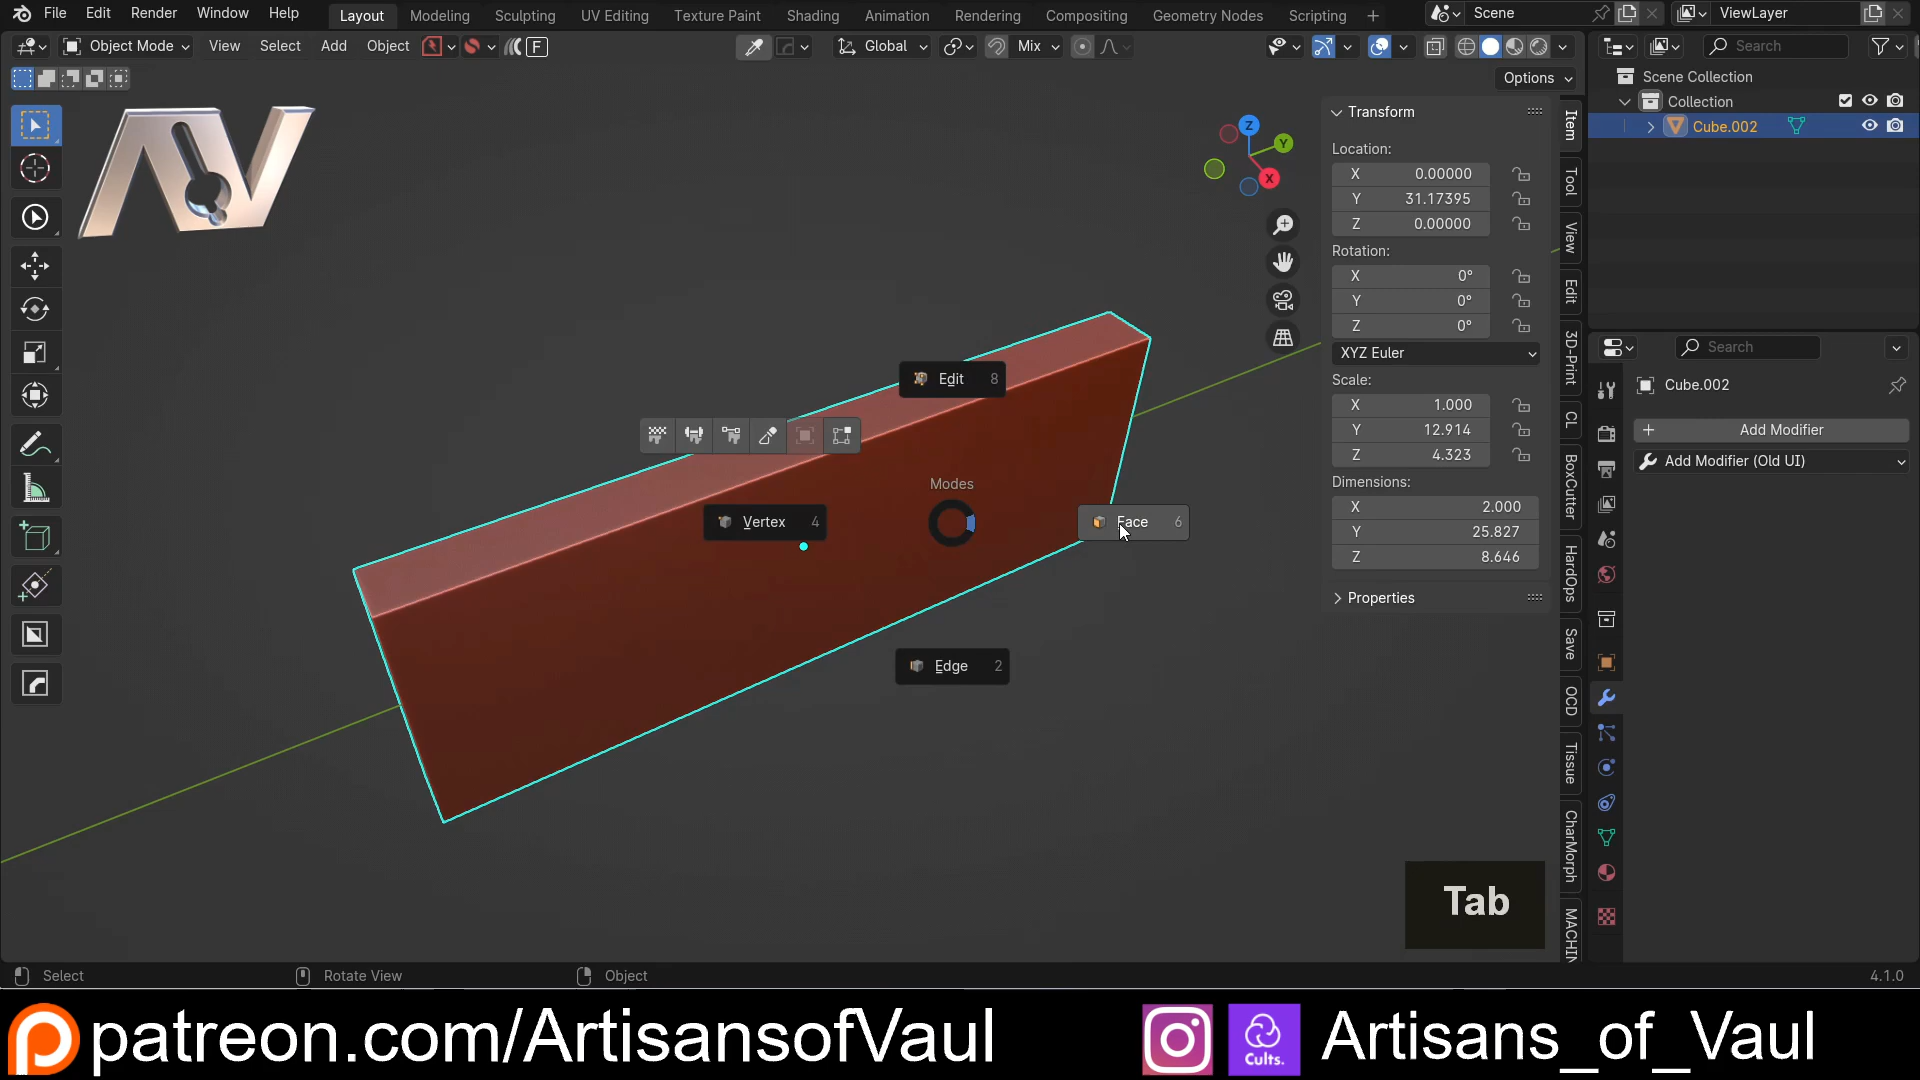 File Edit Render Window Help Layout Modeling Sculpting UV Editing Texture Paint Shading Animation Rendering Compositing Geometry Nodes Scripting + Scene ViewLayer
Object Mode View Select Add Object F Global Mix Search
Options
Scene Collection
Collection
Cube.002
AV
Z
Y
X
Transform
Location:
X 0.00000
Y 31.17395
Z 0.00000
Rotation:
X 0°
Y 0°
Z 0°
XYZ Euler
Scale:
X 1.000
Y 12.914
Z 4.323
Dimensions:
X 2.000
Y 25.827
Z 8.646
Properties
Item
Tool
View
Edit
3D-Print
CL
BoxCutter
HardOps
Save
OCD
Tissue
CharMorph
MACHIN
Search
Cube.002
+ Add Modifier
Add Modifier (Old UI)
Edit 8
Modes
Vertex 4
Face 6
Edge 2
Tab
Select Rotate View Object 4.1.0
patreon.com/ArtisansofVaul Cults. Artisans_of_Vaul